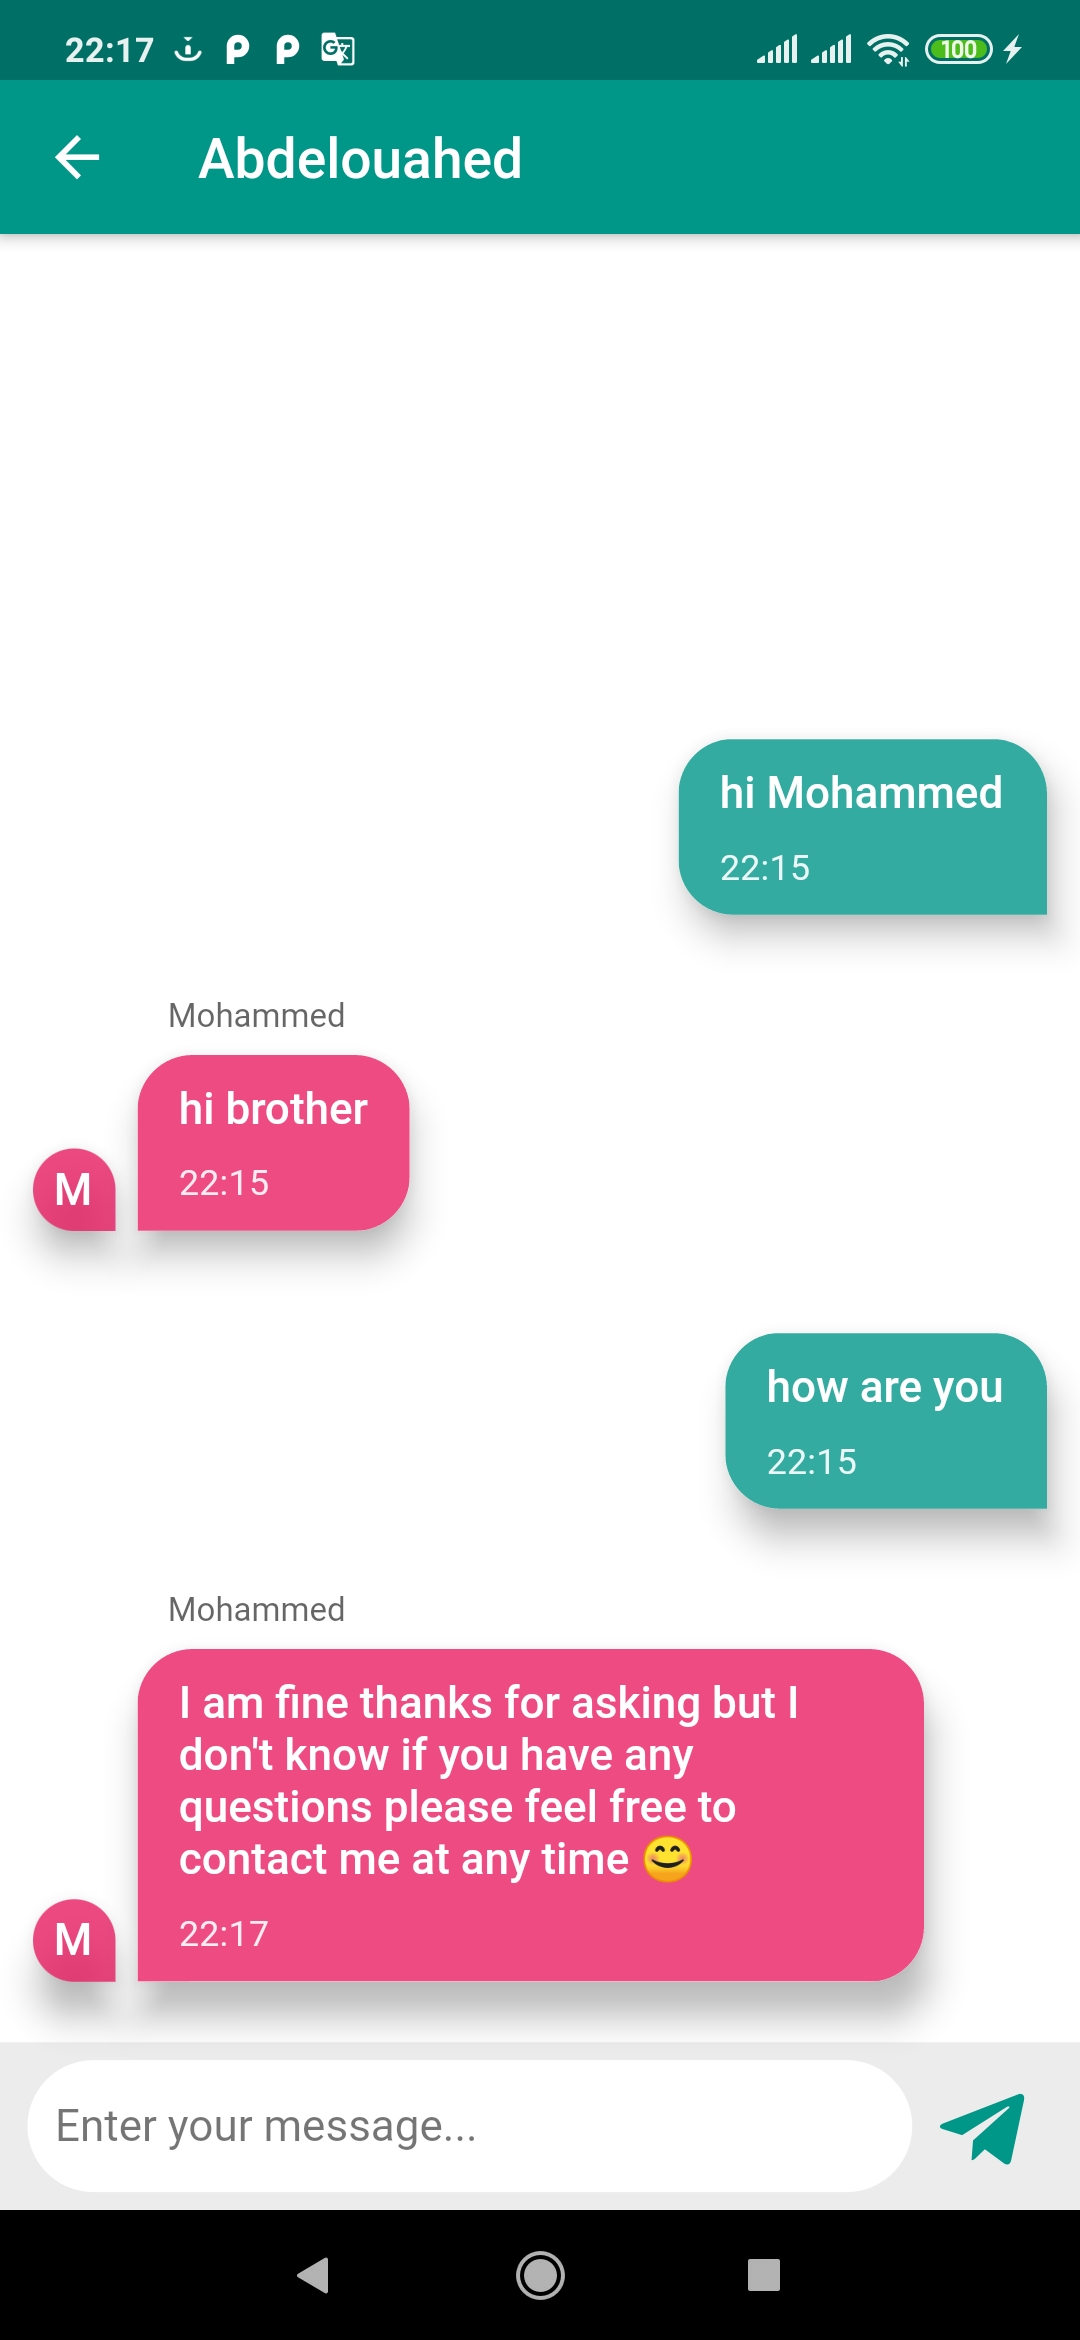 22:17
100
Abdelouahed
hi Mohammed
22:15
Mohammed
hi brother
22:15
M
how are you
22:15
Mohammed
I am fine thanks for asking but I
don't know if you have any
questions please feel free to
contact me at any time 😊
22:17
M
Enter your message...